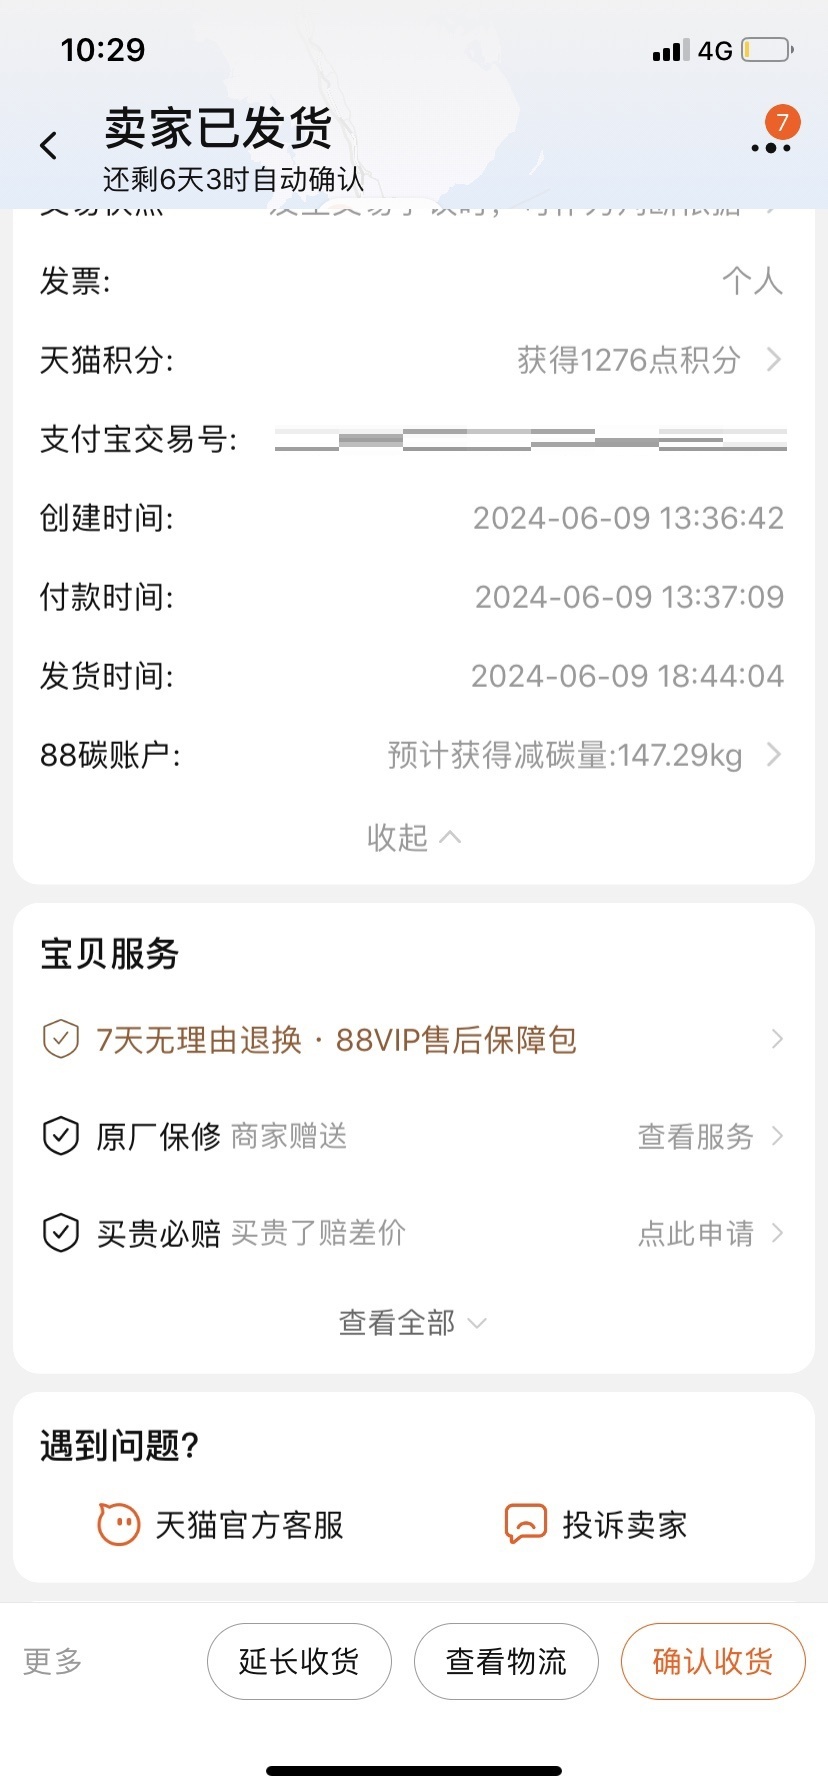 10:29
4G
卖家已发货
7
还剩6天3时自动确认
发票:
个人
天猫积分:
获得1276点积分
支付宝交易号:
创建时间:
2024-06-09 13:36:42
付款时间:
2024-06-09 13:37:09
发货时间:
2024-06-09 18:44:04
88碳账户:
预计获得减碳量:147.29kg
收起
宝贝服务
7天无理由退换 · 88VIP售后保障包
原厂保修 商家赠送
查看服务
买贵必赔 买贵了赔差价
点此申请
查看全部
遇到问题?
天猫官方客服
投诉卖家
更多
延长收货
查看物流
确认收货